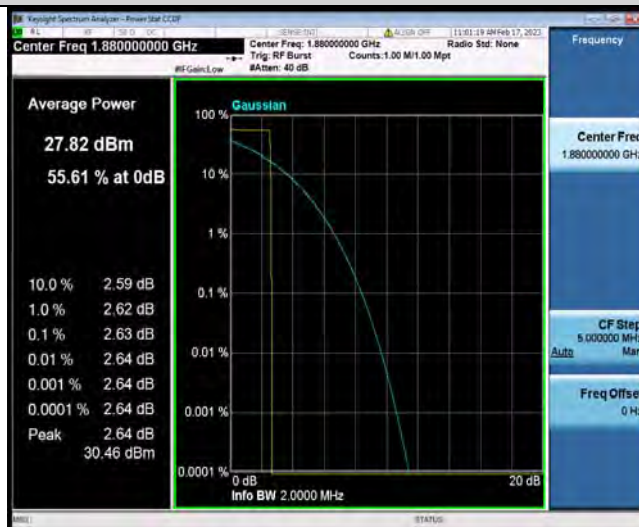 Keysight Spectrum Analyzer - Power Stat CCDF
RL RF 50 Ω DC SENSE:INT ALIGN OFF 11:01:19 AM Feb 17, 2023
Center Freq 1.880000000 GHz
Center Freq: 1.880000000 GHz Radio Std: None
Trig: RF Burst Counts:1.00 M/1.00 Mpt
#IFGain:Low #Atten: 40 dB
Frequency
Average Power
27.82 dBm
55.61 % at 0dB
10.0 % 2.59 dB
1.0 % 2.62 dB
0.1 % 2.63 dB
0.01 % 2.64 dB
0.001 % 2.64 dB
0.0001 % 2.64 dB
Peak 2.64 dB
30.46 dBm
Gaussian
100 %
10 %
1 %
0.1 %
0.01 %
0.001 %
0.0001 %
0 dB 20 dB
Info BW 2.0000 MHz
Center Freq
1.880000000 GHz
CF Step
5.000000 MHz
Auto Man
Freq Offset
0 Hz
MSG STATUS